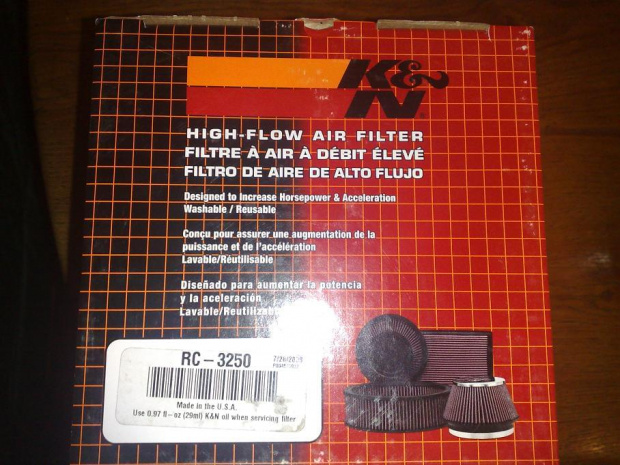 K&N
HIGH-FLOW AIR FILTER
FILTRE À AIR À DÉBIT ÉLEVÉ
FILTRO DE AIRE DE ALTO FLUJO
Designed to Increase Horsepower & Acceleration
Washable / Reusable
Conçu pour assurer une augmentation de la
puissance et de l'accélération
Lavable/Réutilisable
Diseñado para aumentar la potencia
y la aceleración
Lavable/Reutilizable
RC-3250
Made in the U.S.A.
Use 0.97 fl-oz (29ml) K&N oil when servicing filter